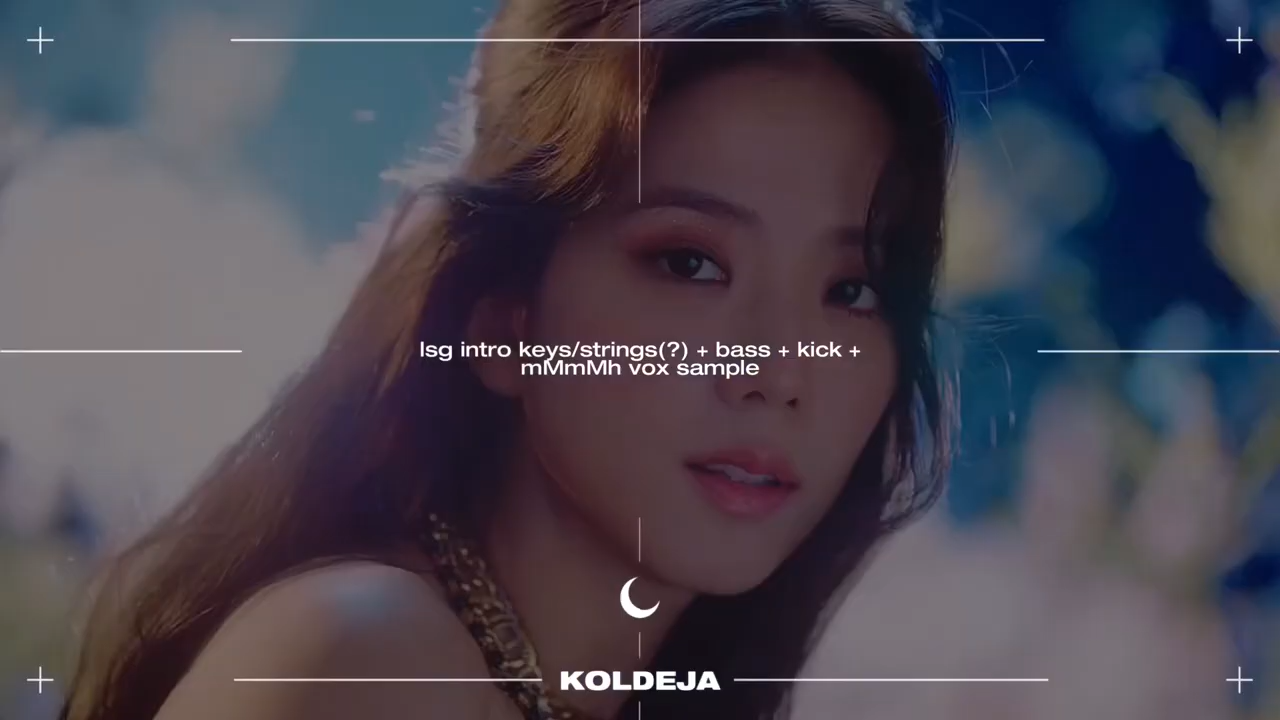 lsg intro keys/strings(?) + bass + kick +
mMmMh vox sample
KOLDEJA